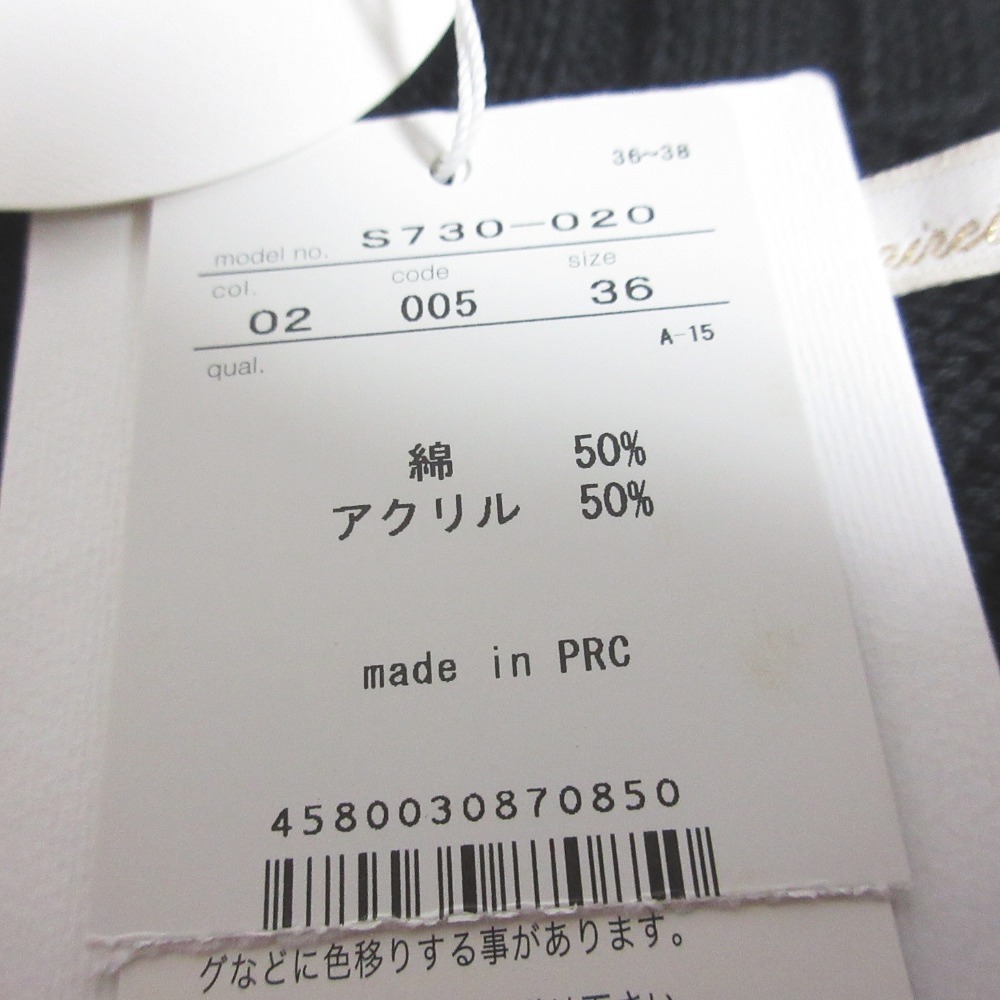 36~38
model no. S730-020
col. code size
02 005 36
A-15
qual.
綿 50%
アクリル 50%
made in PRC
4580030870850
グなどに色移りする事があります。